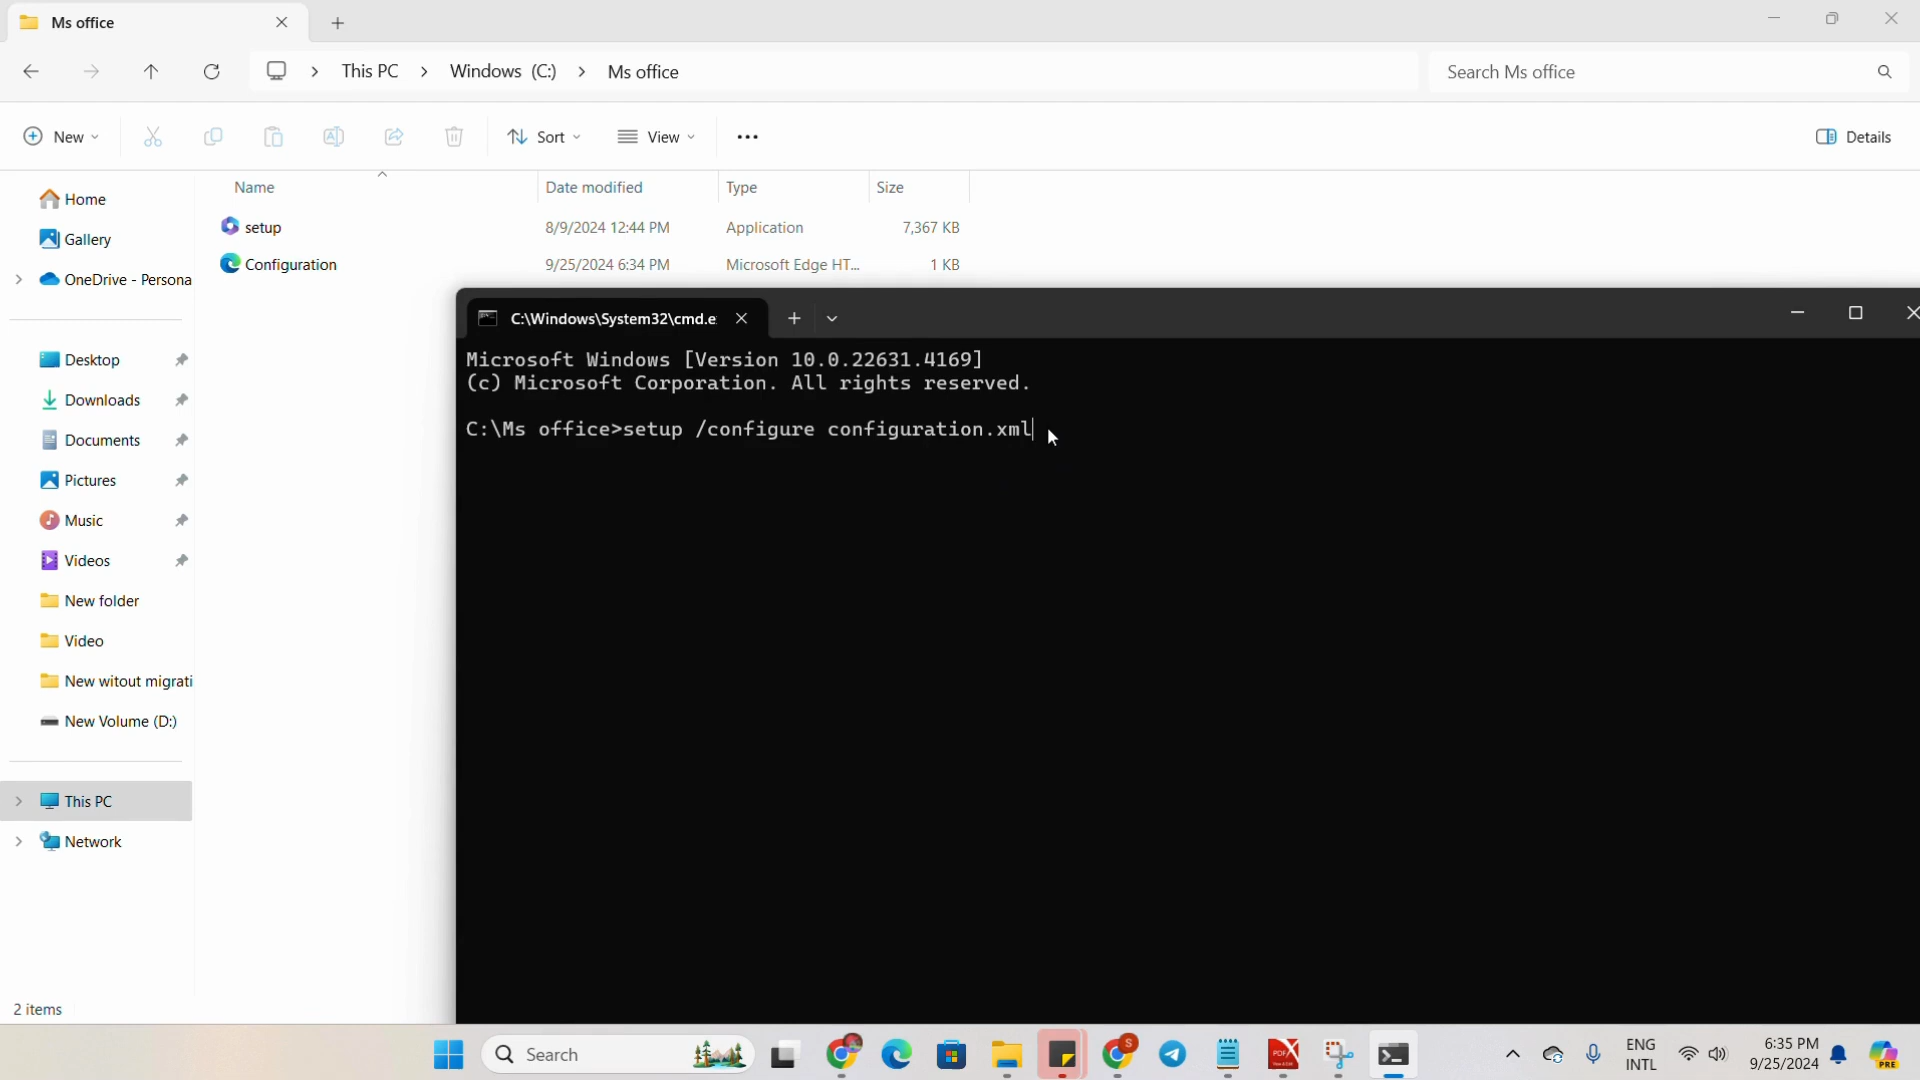 Ms office
This PC
Windows (C:)
Ms office
Search Ms office
New
Sort
View
Details
Name
Date modified
Type
Size
setup
8/9/2024 12:44 PM
Application
7,367 KB
Configuration
9/25/2024 6:34 PM
Microsoft Edge HT...
1 KB
Home
Gallery
OneDrive - Persona
Desktop
Downloads
Documents
Pictures
Music
Videos
New folder
Video
New witout migrati
New Volume (D:)
This PC
Network
2 items
C:\Windows\System32\cmd.e
Microsoft Windows [Version 10.0.22631.4169]
(c) Microsoft Corporation. All rights reserved.
C:\Ms office>setup /configure configuration.xml
Search
S
PDF/X
ENG
INTL
6:35 PM
9/25/2024
PRE